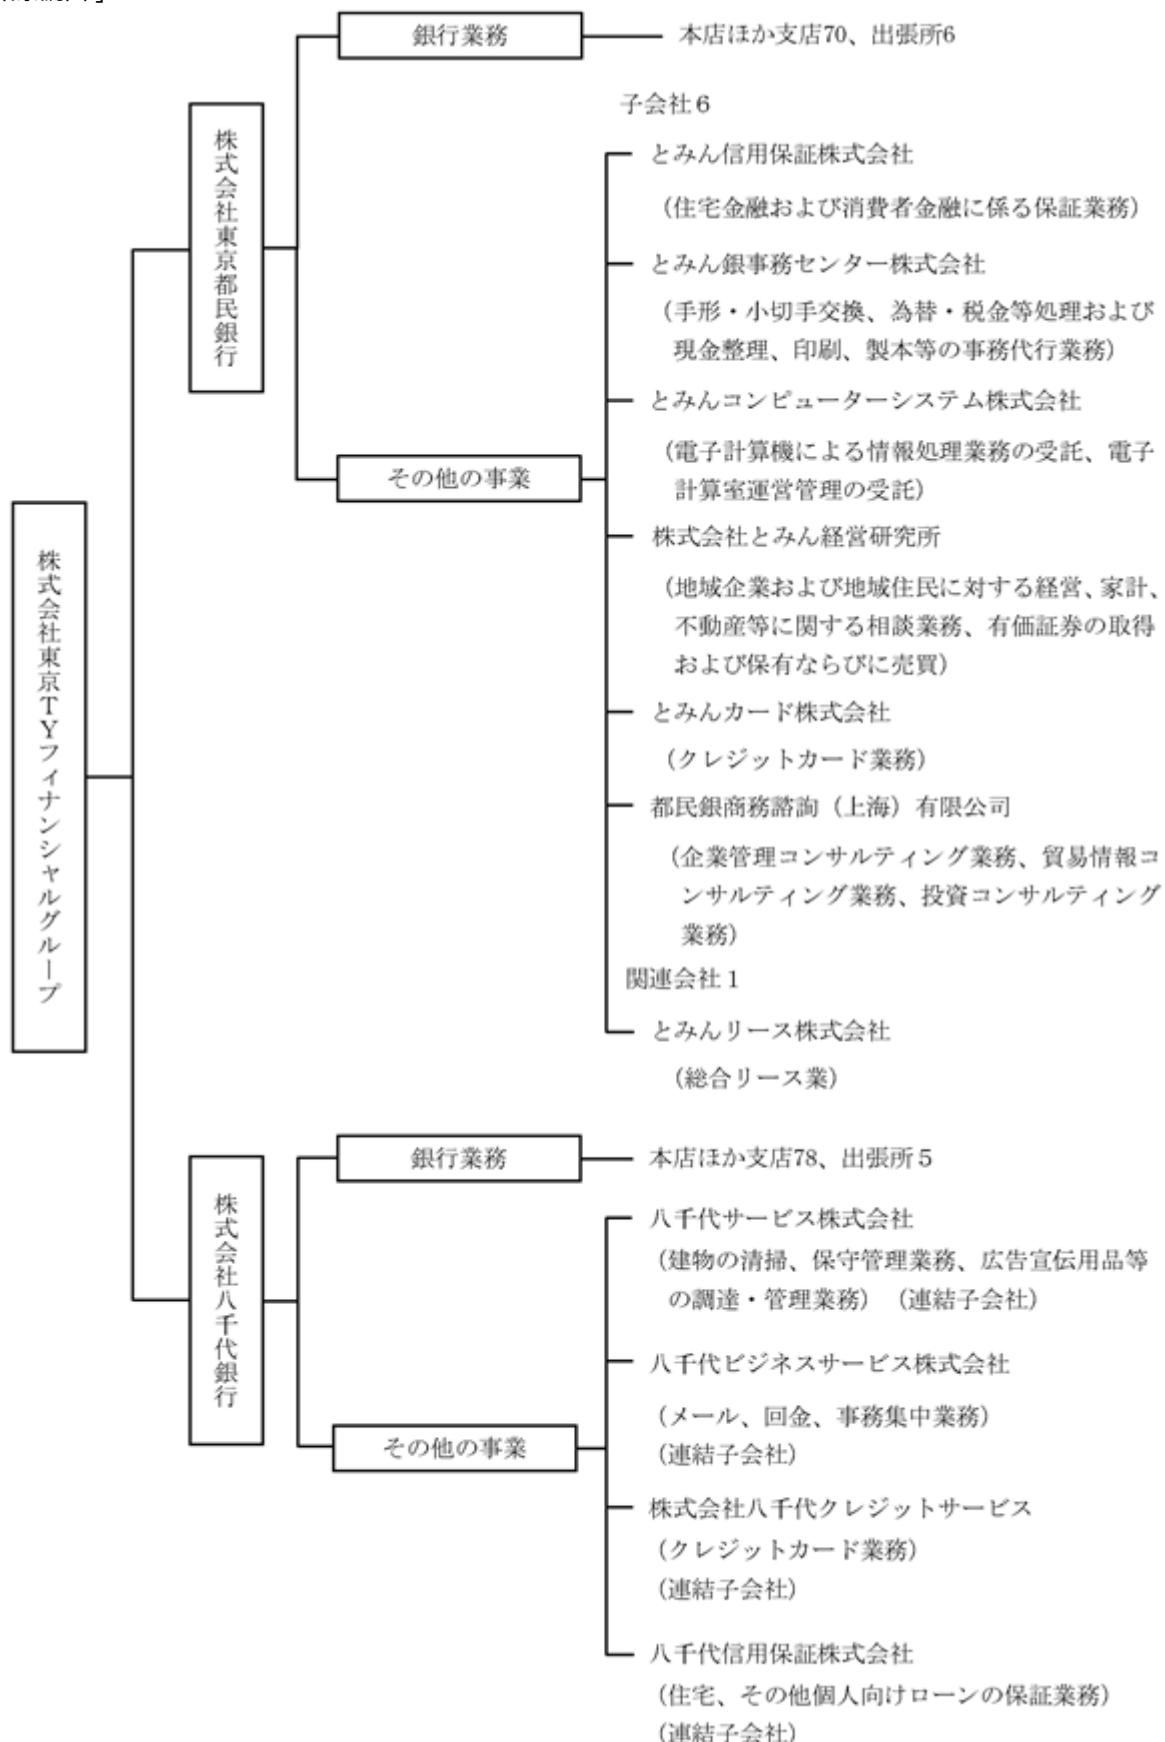 株式会社東京TYフィナンシャルグループ
株式会社東京都民銀行
銀行業務
本店ほか支店70、出張所6
その他の事業
子会社6
とみん信用保証株式会社
(住宅金融および消費者金融に係る保証業務)
とみん銀事務センター株式会社
(手形・小切手交換、為替・税金等処理および
現金整理、印刷、製本等の事務代行業務)
とみんコンピューターシステム株式会社
(電子計算機による情報処理業務の受託、電子
計算室運営管理の受託)
株式会社とみん経営研究所
(地域企業および地域住民に対する経営、家計、
不動産等に関する相談業務、有価証券の取得
および保有ならびに売買)
とみんカード株式会社
(クレジットカード業務)
都民銀商務諮詢(上海)有限公司
(企業管理コンサルティング業務、貿易情報コ
ンサルティング業務、投資コンサルティング
業務)
関連会社1
とみんリース株式会社
(総合リース業)
株式会社八千代銀行
銀行業務
本店ほか支店78、出張所5
その他の事業
八千代サービス株式会社
(建物の清掃、保守管理業務、広告宣伝用品等
の調達・管理業務)(連結子会社)
八千代ビジネスサービス株式会社
(メール、回金、事務集中業務)
(連結子会社)
株式会社八千代クレジットサービス
(クレジットカード業務)
(連結子会社)
八千代信用保証株式会社
(住宅、その他個人向けローンの保証業務)
(連結子会社)